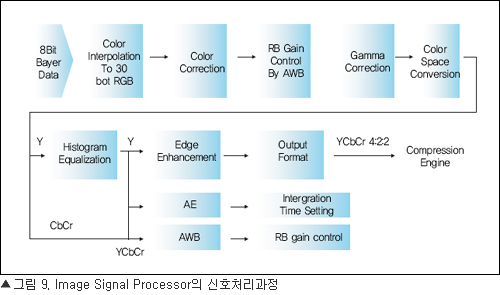 8Bit
Bayer
Data
Color
Interpolation
To 30
bot RGB
Color
Correction
RB Gain
Control
By AWB
Gamma
Correction
Color
Space
Conversion
Y
Histogram
Equalization
Y
Edge
Enhancement
Output
Format
YCbCr 4:2:2
Compression
Engine
AE
Intergration
Time Setting
CbCr
YCbCr
AWB
RB gain control
▲그림 9. Image Signal Processor의 신호처리과정